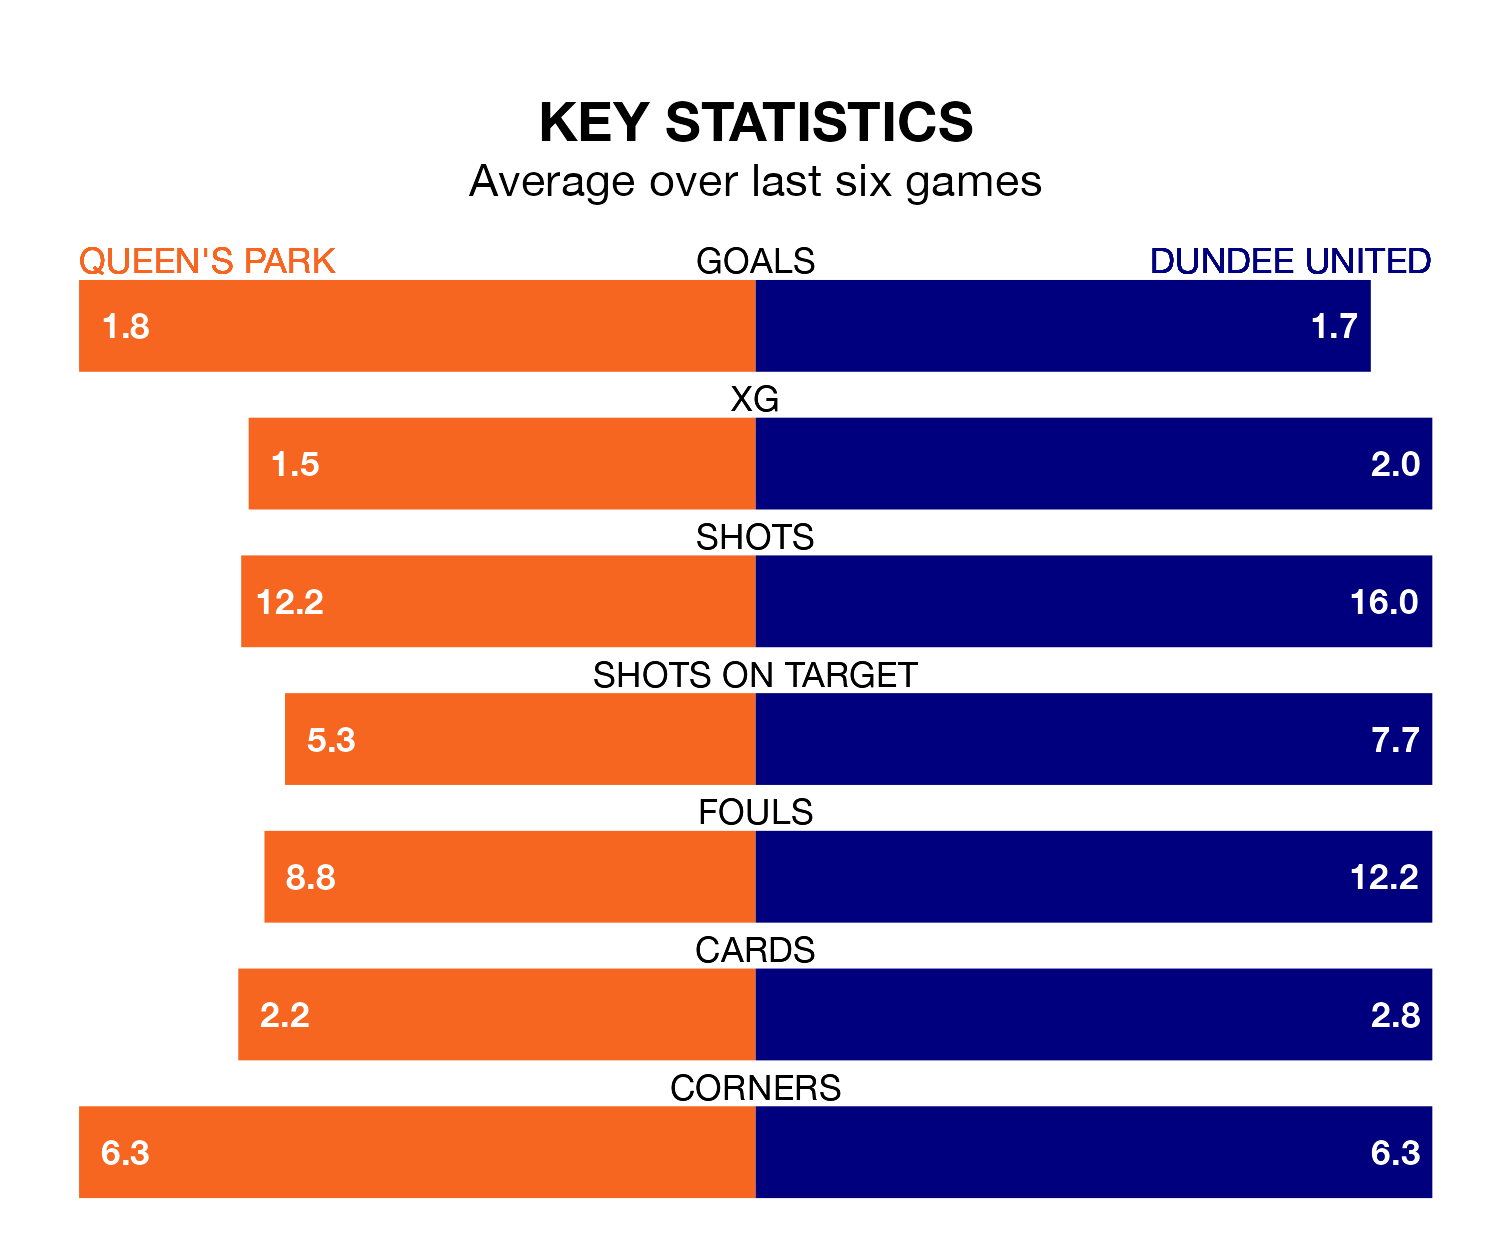 KEY STATISTICS
Average over last six games
QUEEN'S PARK GOALS DUNDEE UNITED
1.8 1.7
XG
1.5 2.0
SHOTS
12.2 16.0
SHOTS ON TARGET
5.3 7.7
FOULS
8.8 12.2
CARDS
2.2 2.8
CORNERS
6.3 6.3